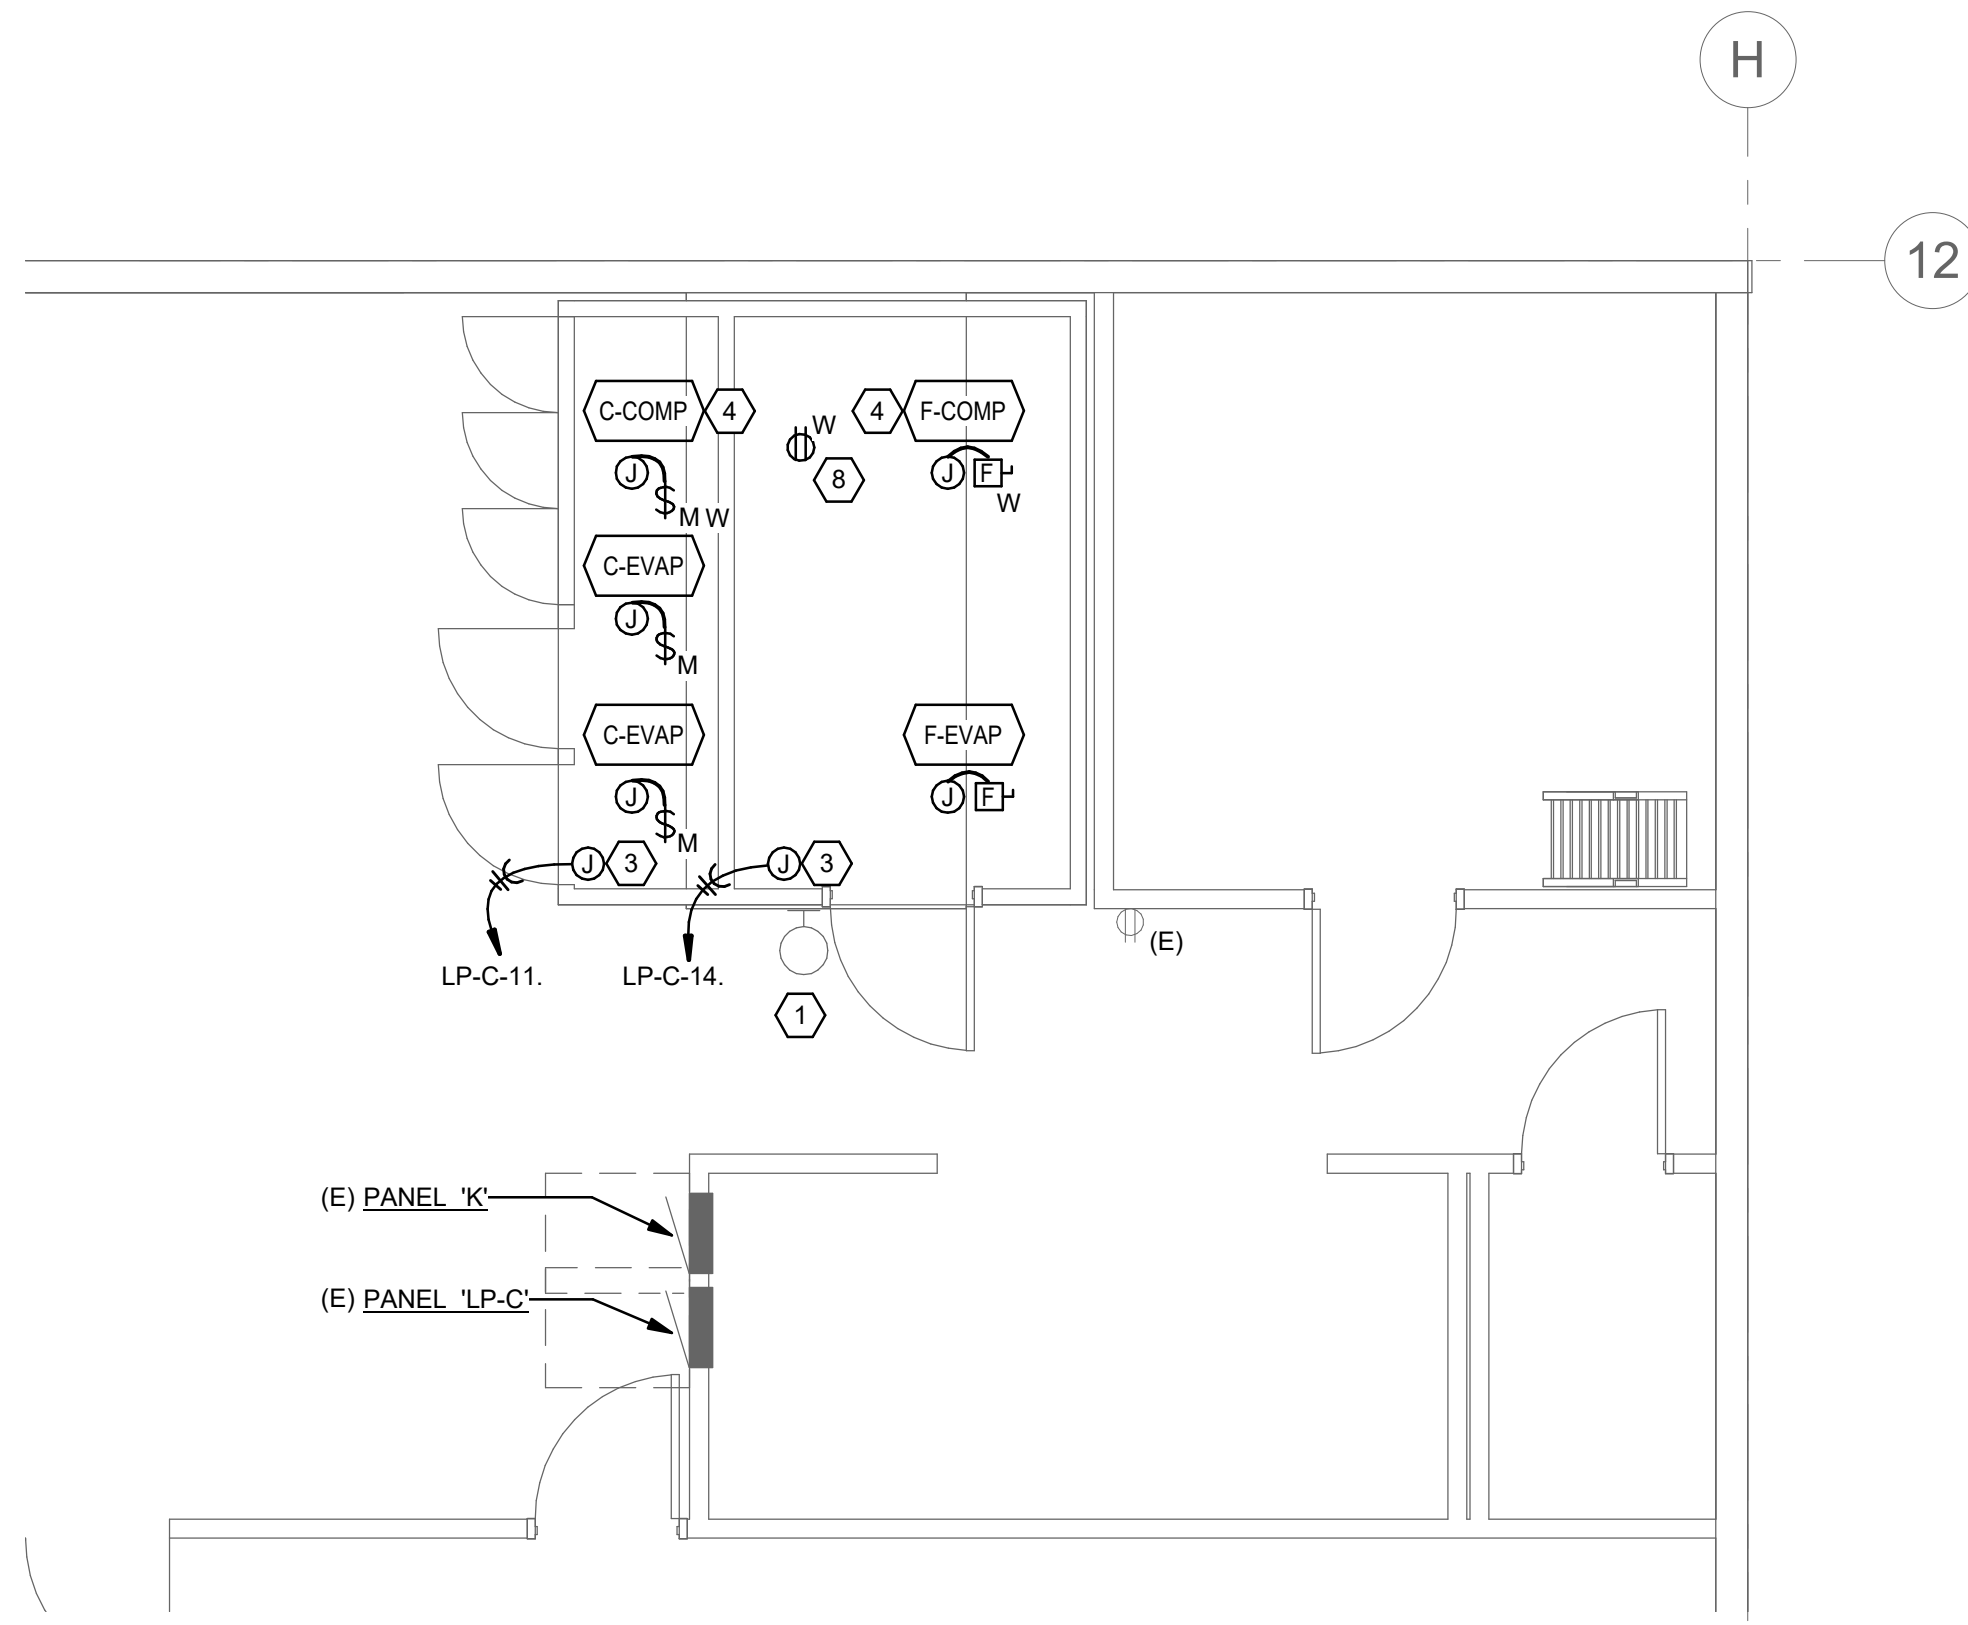 H
12
C-COMP 4
4 F-COMP
W
8
J
J F
W
M W
C-EVAP
J
M
C-EVAP
F-EVAP
J
J F
M
J 3
J 3
(E)
LP-C-11.
LP-C-14.
1
(E) PANEL 'K'
(E) PANEL 'LP-C'